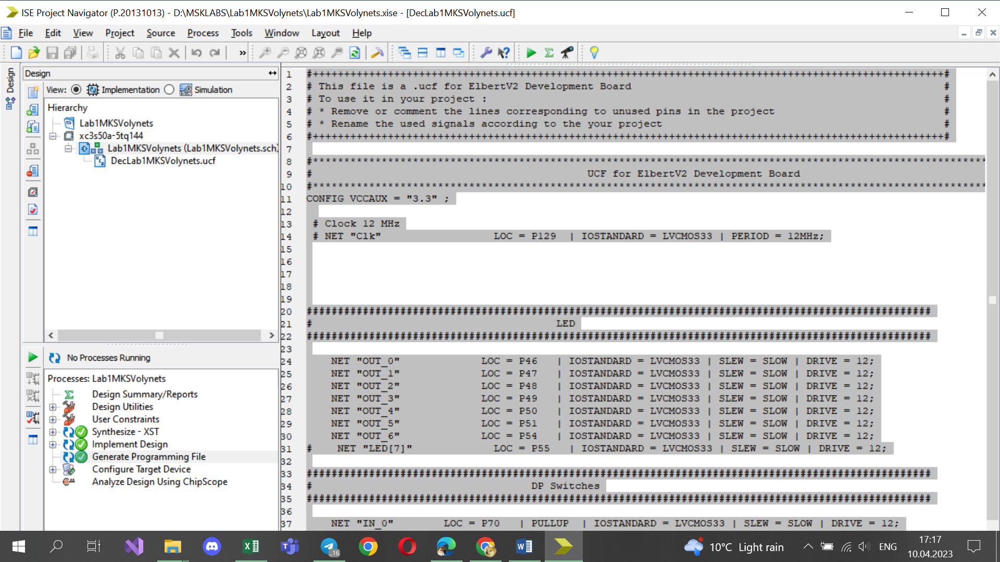 ISE Project Navigator (P.20131013) - D:\MSKLABS\Lab1MKSVolynets\Lab1MKSVolynets.xise - [DecLab1MKSVolynets.ucf]
File Edit View Project Source Process Tools Window Layout Help
»
Design
Design
View: Implementation Simulation
Hierarchy
Lab1MKSVolynets
xc3s50a-5tq144
Lab1MKSVolynets (Lab1MKSVolynets.sch)
DecLab1MKSVolynets.ucf
No Processes Running
Processes: Lab1MKSVolynets
Design Summary/Reports
Design Utilities
User Constraints
Synthesize - XST
Implement Design
Generate Programming File
Configure Target Device
Analyze Design Using ChipScope
1 #+++++++++++++++++++++++++++++++++++++++++++++++++++++++++++++++++++++++++++++++++++++++++++++++++++++#
2 # This file is a .ucf for ElbertV2 Development Board #
3 # To use it in your project : #
4 # * Remove or comment the lines corresponding to unused pins in the project #
5 # * Rename the used signals according to the your project #
6 #+++++++++++++++++++++++++++++++++++++++++++++++++++++++++++++++++++++++++++++++++++++++++++++++++++++#
7
8 #************************************************************************************************************
9 # UCF for ElbertV2 Development Board
10 #************************************************************************************************************
11 CONFIG VCCAUX = "3.3" ;
12
13 # Clock 12 MHz
14 # NET "Clk" LOC = P129 | IOSTANDARD = LVCMOS33 | PERIOD = 12MHz;
15
16
17
18
19
20 ####################################################################################################
21 # LED
22 ####################################################################################################
23
24 NET "OUT_0" LOC = P46 | IOSTANDARD = LVCMOS33 | SLEW = SLOW | DRIVE = 12;
25 NET "OUT_1" LOC = P47 | IOSTANDARD = LVCMOS33 | SLEW = SLOW | DRIVE = 12;
26 NET "OUT_2" LOC = P48 | IOSTANDARD = LVCMOS33 | SLEW = SLOW | DRIVE = 12;
27 NET "OUT_3" LOC = P49 | IOSTANDARD = LVCMOS33 | SLEW = SLOW | DRIVE = 12;
28 NET "OUT_4" LOC = P50 | IOSTANDARD = LVCMOS33 | SLEW = SLOW | DRIVE = 12;
29 NET "OUT_5" LOC = P51 | IOSTANDARD = LVCMOS33 | SLEW = SLOW | DRIVE = 12;
30 NET "OUT_6" LOC = P54 | IOSTANDARD = LVCMOS33 | SLEW = SLOW | DRIVE = 12;
31 # NET "LED[7]" LOC = P55 | IOSTANDARD = LVCMOS33 | SLEW = SLOW | DRIVE = 12;
32
33 ####################################################################################################
34 # DP Switches
35 ####################################################################################################
36
37 NET "IN_0" LOC = P70 | PULLUP | IOSTANDARD = LVCMOS33 | SLEW = SLOW | DRIVE = 12;
..16
10°C Light rain
ENG
17:17
10.04.2023